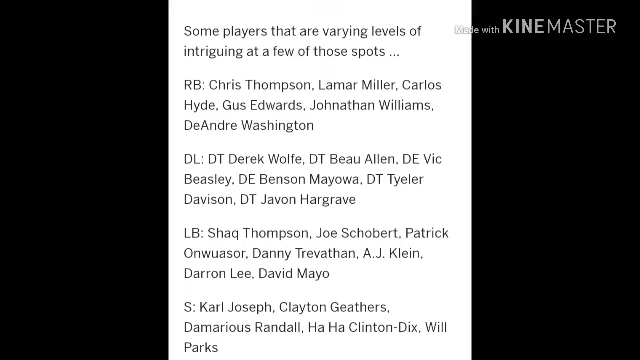 Some players that are varying levels of
intriguing at a few of those spots ...
Made with KINEMASTER
RB: Chris Thompson, Lamar Miller, Carlos
Hyde, Gus Edwards, Johnathan Williams,
DeAndre Washington
DL: DT Derek Wolfe, DT Beau Allen, DE Vic
Beasley, DE Benson Mayowa, DT Tyeler
Davison, DT Javon Hargrave
LB: Shaq Thompson, Joe Schobert, Patrick
Onwuasor, Danny Trevathan, A.J. Klein,
Darron Lee, David Mayo
S: Karl Joseph, Clayton Geathers,
Damarious Randall, Ha Ha Clinton-Dix, Will
Parks